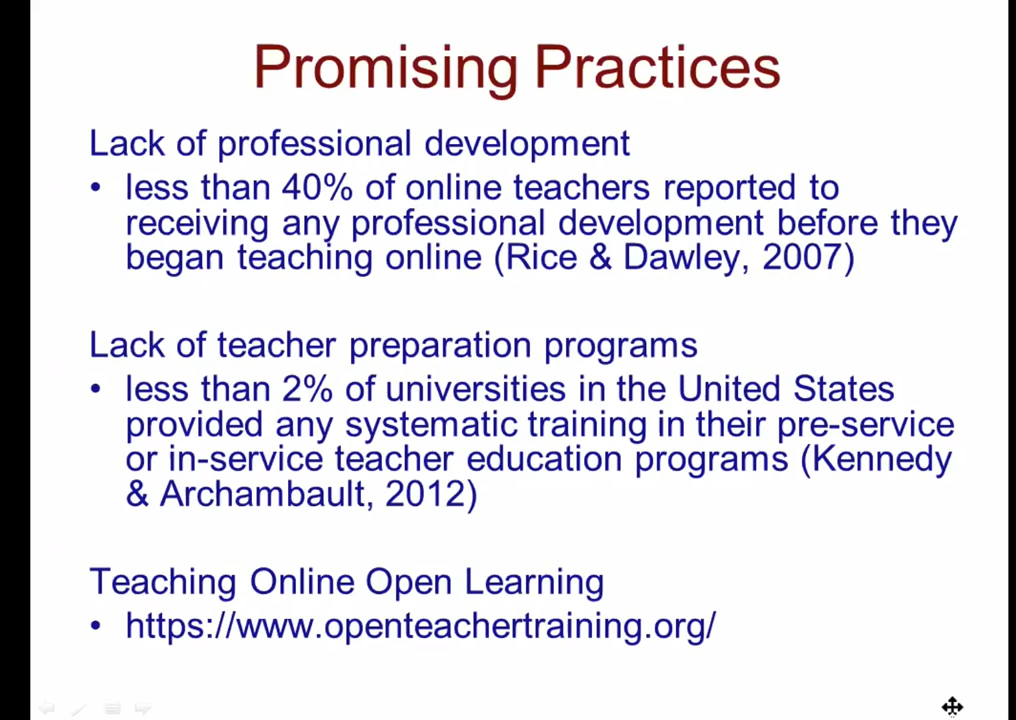 Promising Practices
Lack of professional development
• less than 40% of online teachers reported to
receiving any professional development before they
began teaching online (Rice & Dawley, 2007)
Lack of teacher preparation programs
• less than 2% of universities in the United States
provided any systematic training in their pre-service
or in-service teacher education programs (Kennedy
& Archambault, 2012)
Teaching Online Open Learning
• https://www.openteachertraining.org/